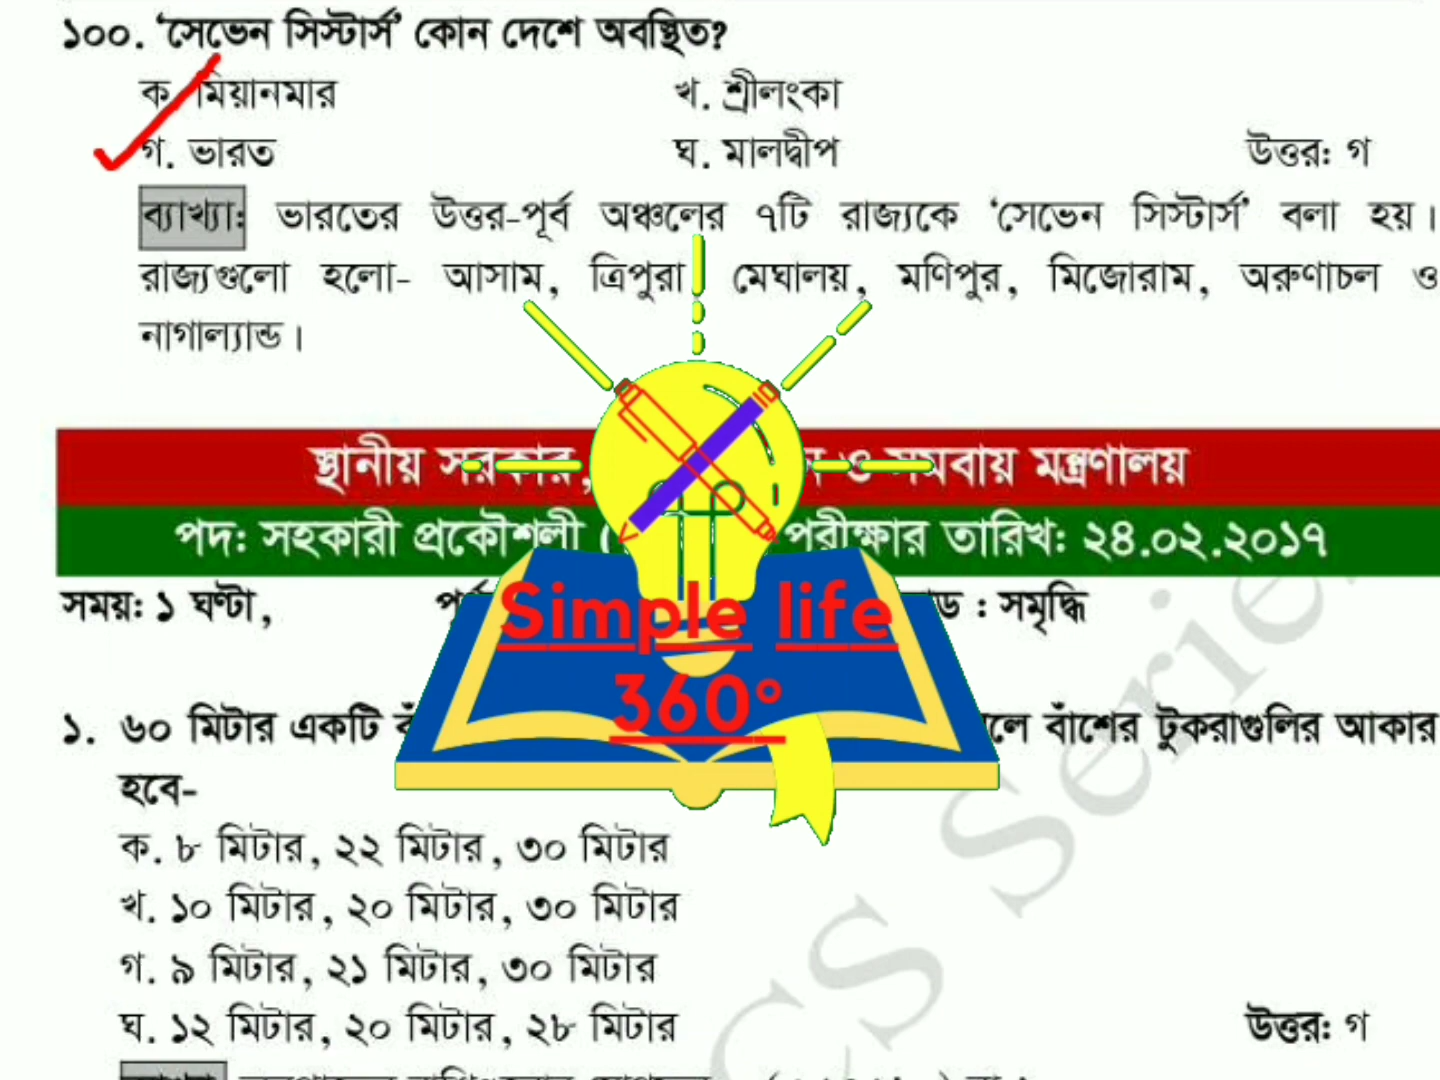 ১০০. ‘সেভেন সিস্টার্স’ কোন দেশে অবস্থিত?
ক. মিয়ানমার খ. শ্রীলংকা
গ. ভারত ঘ. মালদ্বীপ উত্তর: গ
ব্যাখ্যা: ভারতের উত্তর-পূর্ব অঞ্চলের ৭টি রাজ্যকে ‘সেভেন সিস্টার্স’ বলা হয়।
রাজ্যগুলো হলো- আসাম, ত্রিপুরা মেঘালয়, মণিপুর, মিজোরাম, অরুণাচল ও
নাগাল্যান্ড।
স্থানীয় সরকার, ও সমবায় মন্ত্রণালয়
পদ: সহকারী প্রকৌশলী ( পরীক্ষার তারিখ: ২৪.০২.২০১৭
সময়: ১ ঘণ্টা, : সমৃদ্ধি
Simple life
360°
১. ৬০ মিটার একটি বাঁশের টুকরাগুলির আকার
হবে-
ক. ৮ মিটার, ২২ মিটার, ৩০ মিটার
খ. ১০ মিটার, ২০ মিটার, ৩০ মিটার
গ. ৯ মিটার, ২১ মিটার, ৩০ মিটার
ঘ. ১২ মিটার, ২০ মিটার, ২৮ মিটার উত্তর: গ